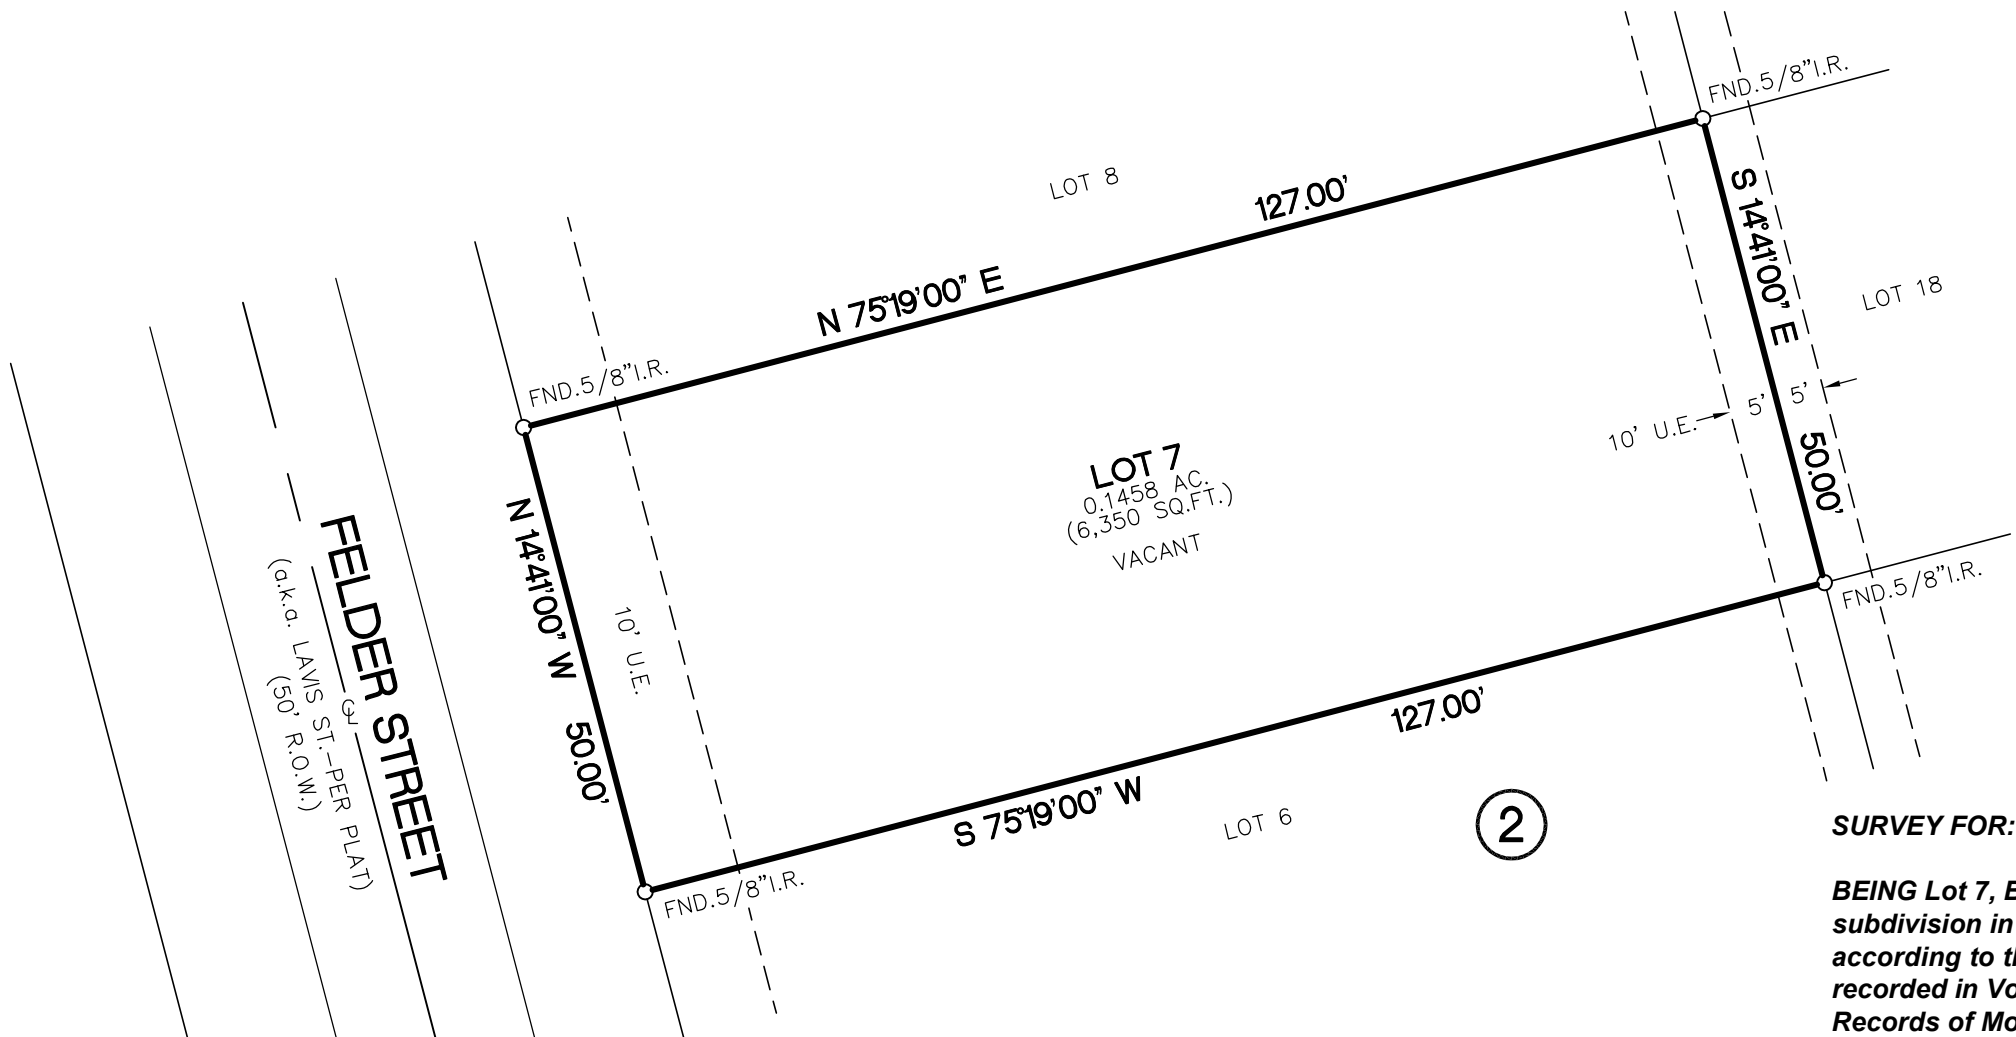 FND.5/8"I.R.
LOT 8
127.00'
N 75°19'00" E
S 14°41'00" E
50.00'
LOT 18
FND.5/8"I.R.
10' U.E.
5'
5'
LOT 7
0.1458 AC.
(6,350 SQ.FT.)
VACANT
N 14°41'00" W
50.00'
10' U.E.
FELDER STREET
(a.k.a. LAVIS ST.-PER PLAT)
(50' R.O.W.)
FND.5/8"I.R.
127.00'
S 75°19'00" W
LOT 6
2
FND.5/8"I.R.
SURVEY FOR:
BEING Lot 7,
subdivision in
according to
recorded in
Records of